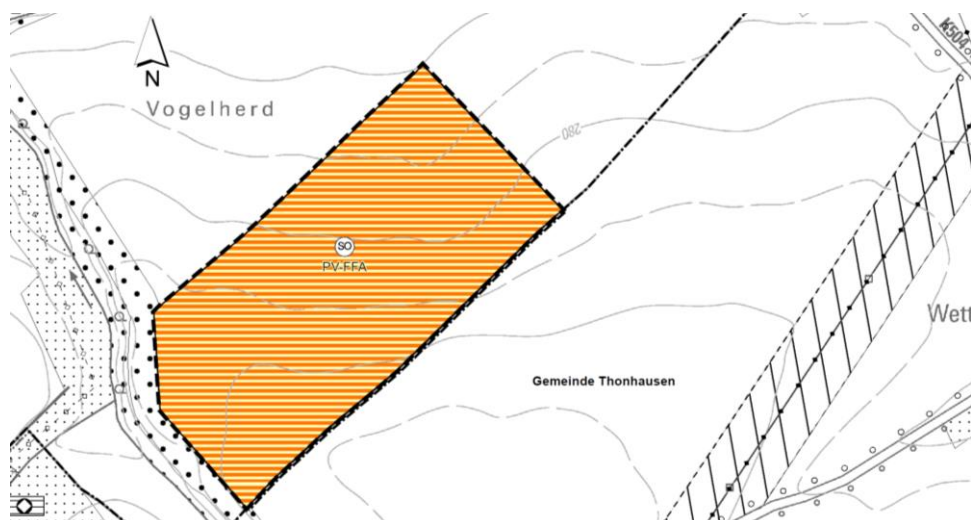 K504
N
Vogelherd
280
SO
PV-FFA
Wett
Gemeinde Thonhausen